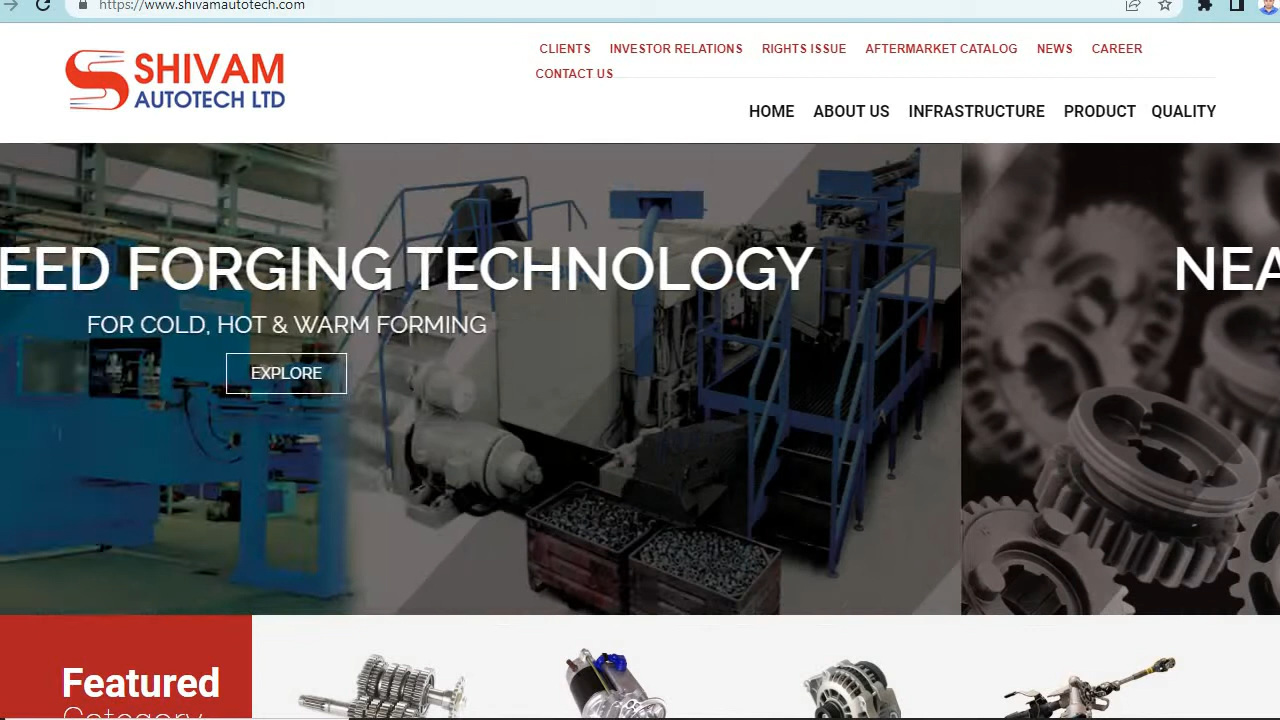 https://www.shivamautotech.com
SHIVAM
AUTOTECH LTD
CLIENTS INVESTOR RELATIONS RIGHTS ISSUE AFTERMARKET CATALOG NEWS CAREER
CONTACT US
HOME ABOUT US INFRASTRUCTURE PRODUCT QUALITY
EED FORGING TECHNOLOGY
NEA
FOR COLD, HOT & WARM FORMING
EXPLORE
Featured
Category